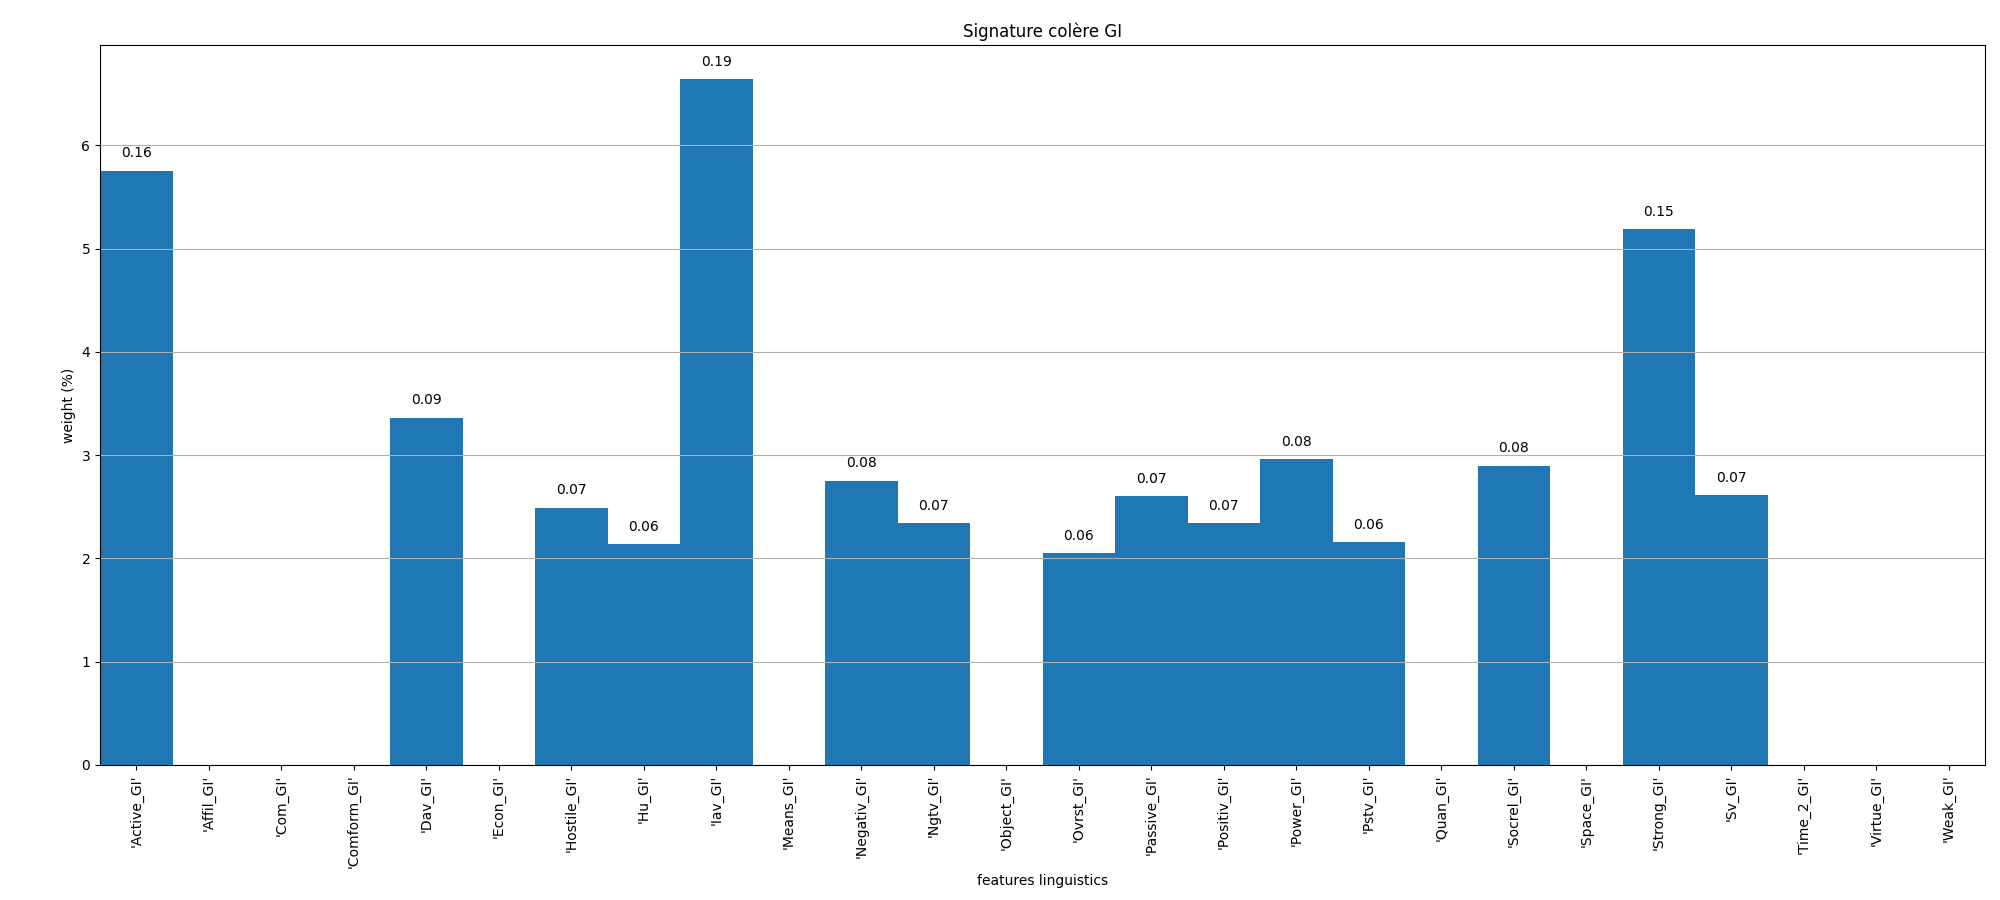 Signature colère GI
0.19
0.16
0.15
0.09
0.08
0.08
0.08
0.07
0.07
0.07
0.07
0.07
0.06
0.06
0.06
6
5
4
3
2
1
0
weight (%)
'Active_GI'
'Affil_GI'
'Com_GI'
'Comform_GI'
'Dav_GI'
'Econ_GI'
'Hostile_GI'
'Hu_GI'
'Iav_GI'
'Means_GI'
'Negativ_GI'
'Ngtv_GI'
'Object_GI'
'Ovrst_GI'
'Passive_GI'
'Positiv_GI'
'Power_GI'
'Pstv_GI'
'Quan_GI'
'Socrel_GI'
'Space_GI'
'Strong_GI'
'Sv_GI'
'Time_2_GI'
'Virtue_GI'
'Weak_GI'
features linguistics